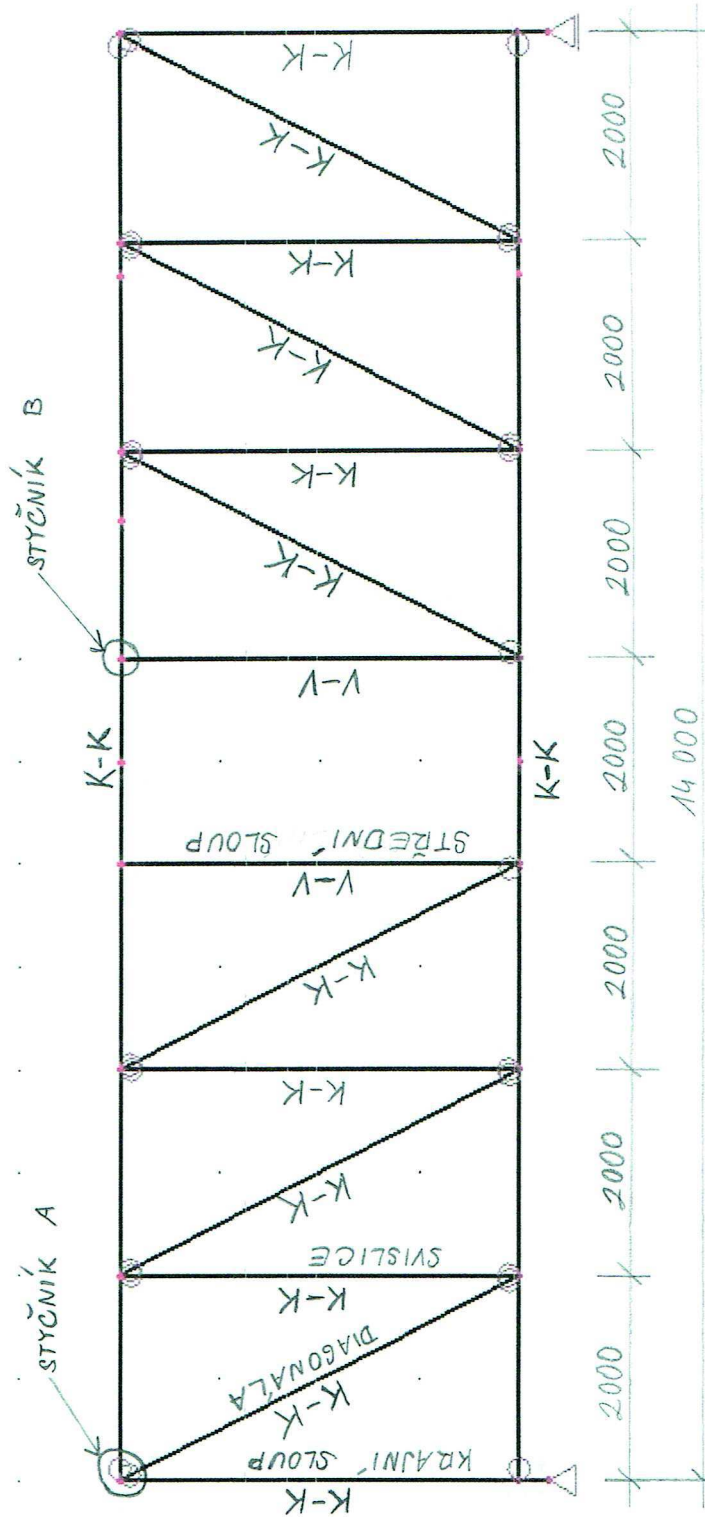 STYČNÍK A
STYČNÍK B
K-K
K-K
K-K
KRAJNÍ SLOUP
K-K
DIAGONÁLA
K-K
SVISLICE
K-K
K-K
K-K
V-V
STŘEDNÍ SLOUP
V-V
K-K
K-K
K-K
K-K
K-K
K-K
K-K
2000
2000
2000
2000
2000
2000
2000
14 000